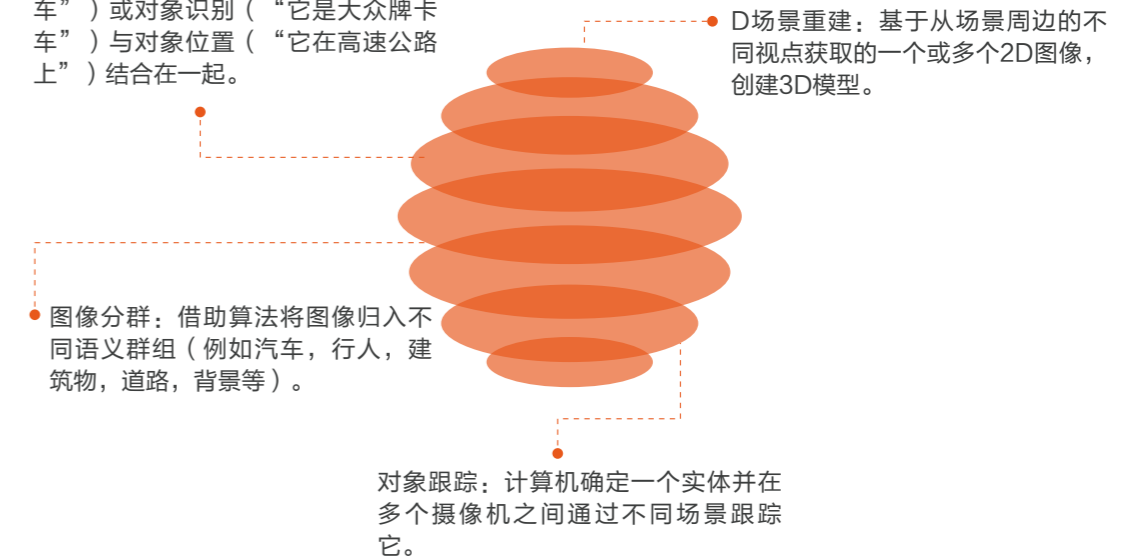 车”）或对象识别（“它是大众牌卡
车”）与对象位置（“它在高速公路
上”）结合在一起。
D场景重建：基于从场景周边的不
同视点获取的一个或多个2D图像，
创建3D模型。
图像分群：借助算法将图像归入不
同语义群组（例如汽车，行人，建
筑物，道路，背景等）。
对象跟踪：计算机确定一个实体并在
多个摄像机之间通过不同场景跟踪
它。